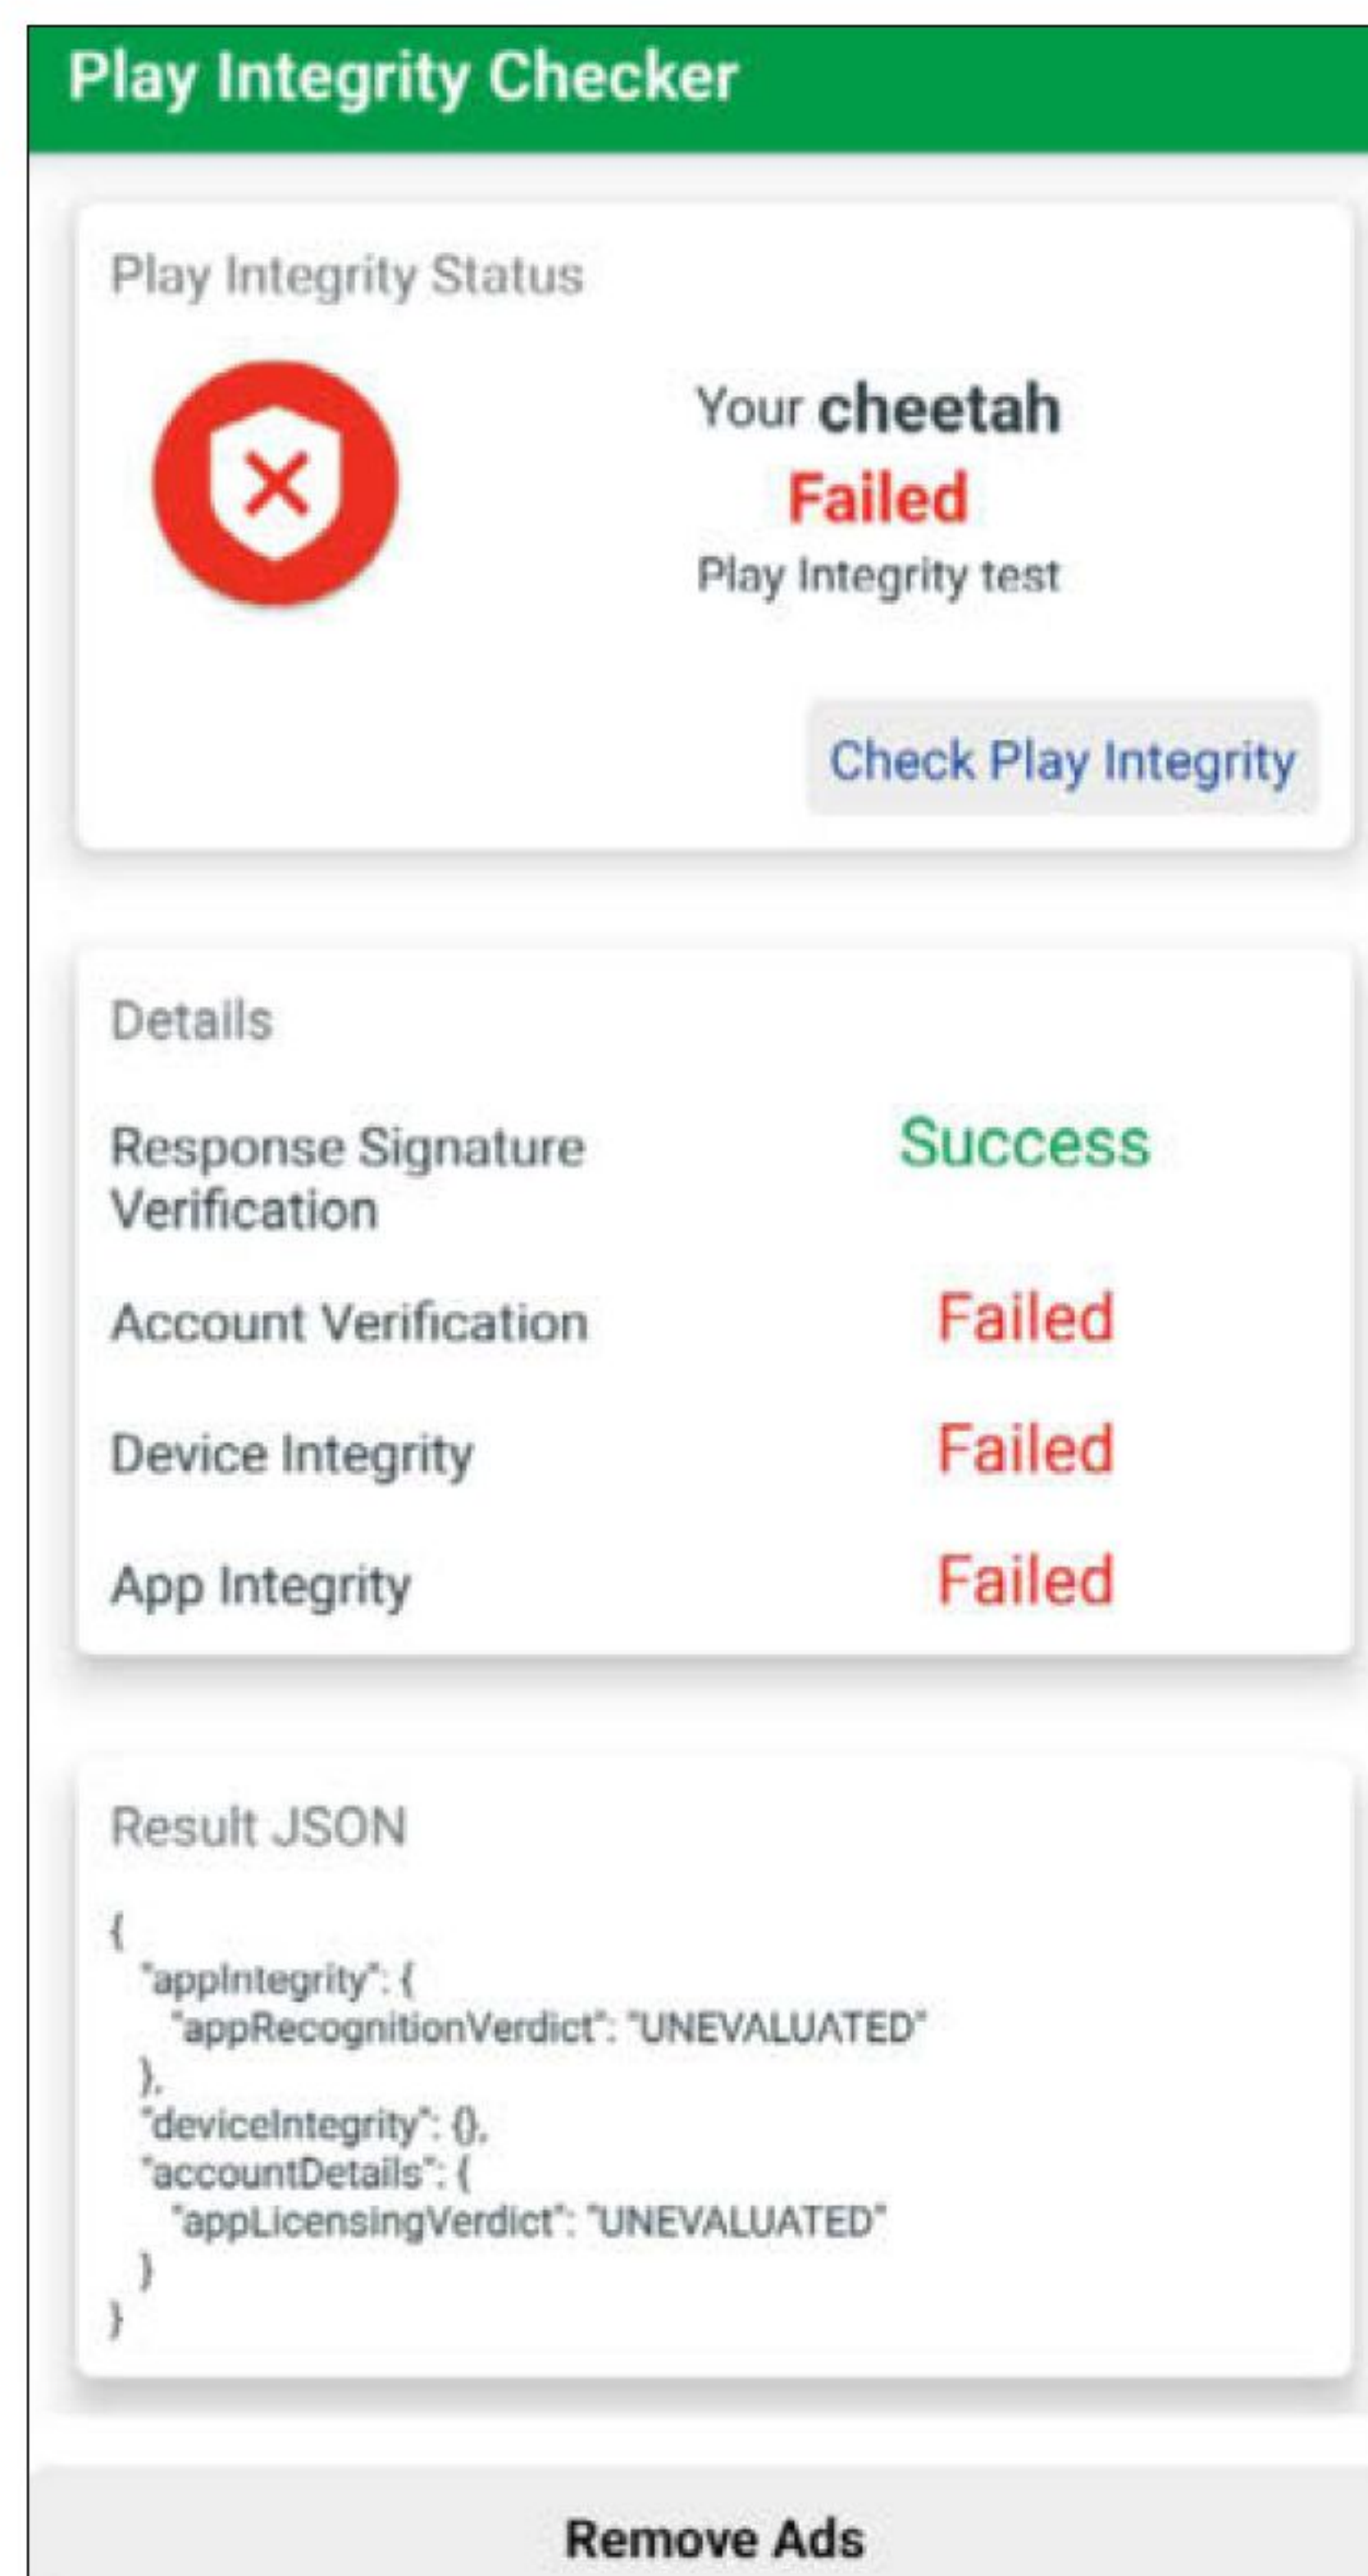 Play Integrity Checker
Play Integrity Status
Your cheetah
Failed
Play Integrity test
Check Play Integrity
Details
Response Signature
Verification
Success
Account Verification
Failed
Device Integrity
Failed
App Integrity
Failed
Result JSON
{
"appIntegrity": {
"appRecognitionVerdict": "UNEVALUATED"
},
"deviceIntegrity": {},
"accountDetails": {
"appLicensingVerdict": "UNEVALUATED"
}
}
Remove Ads